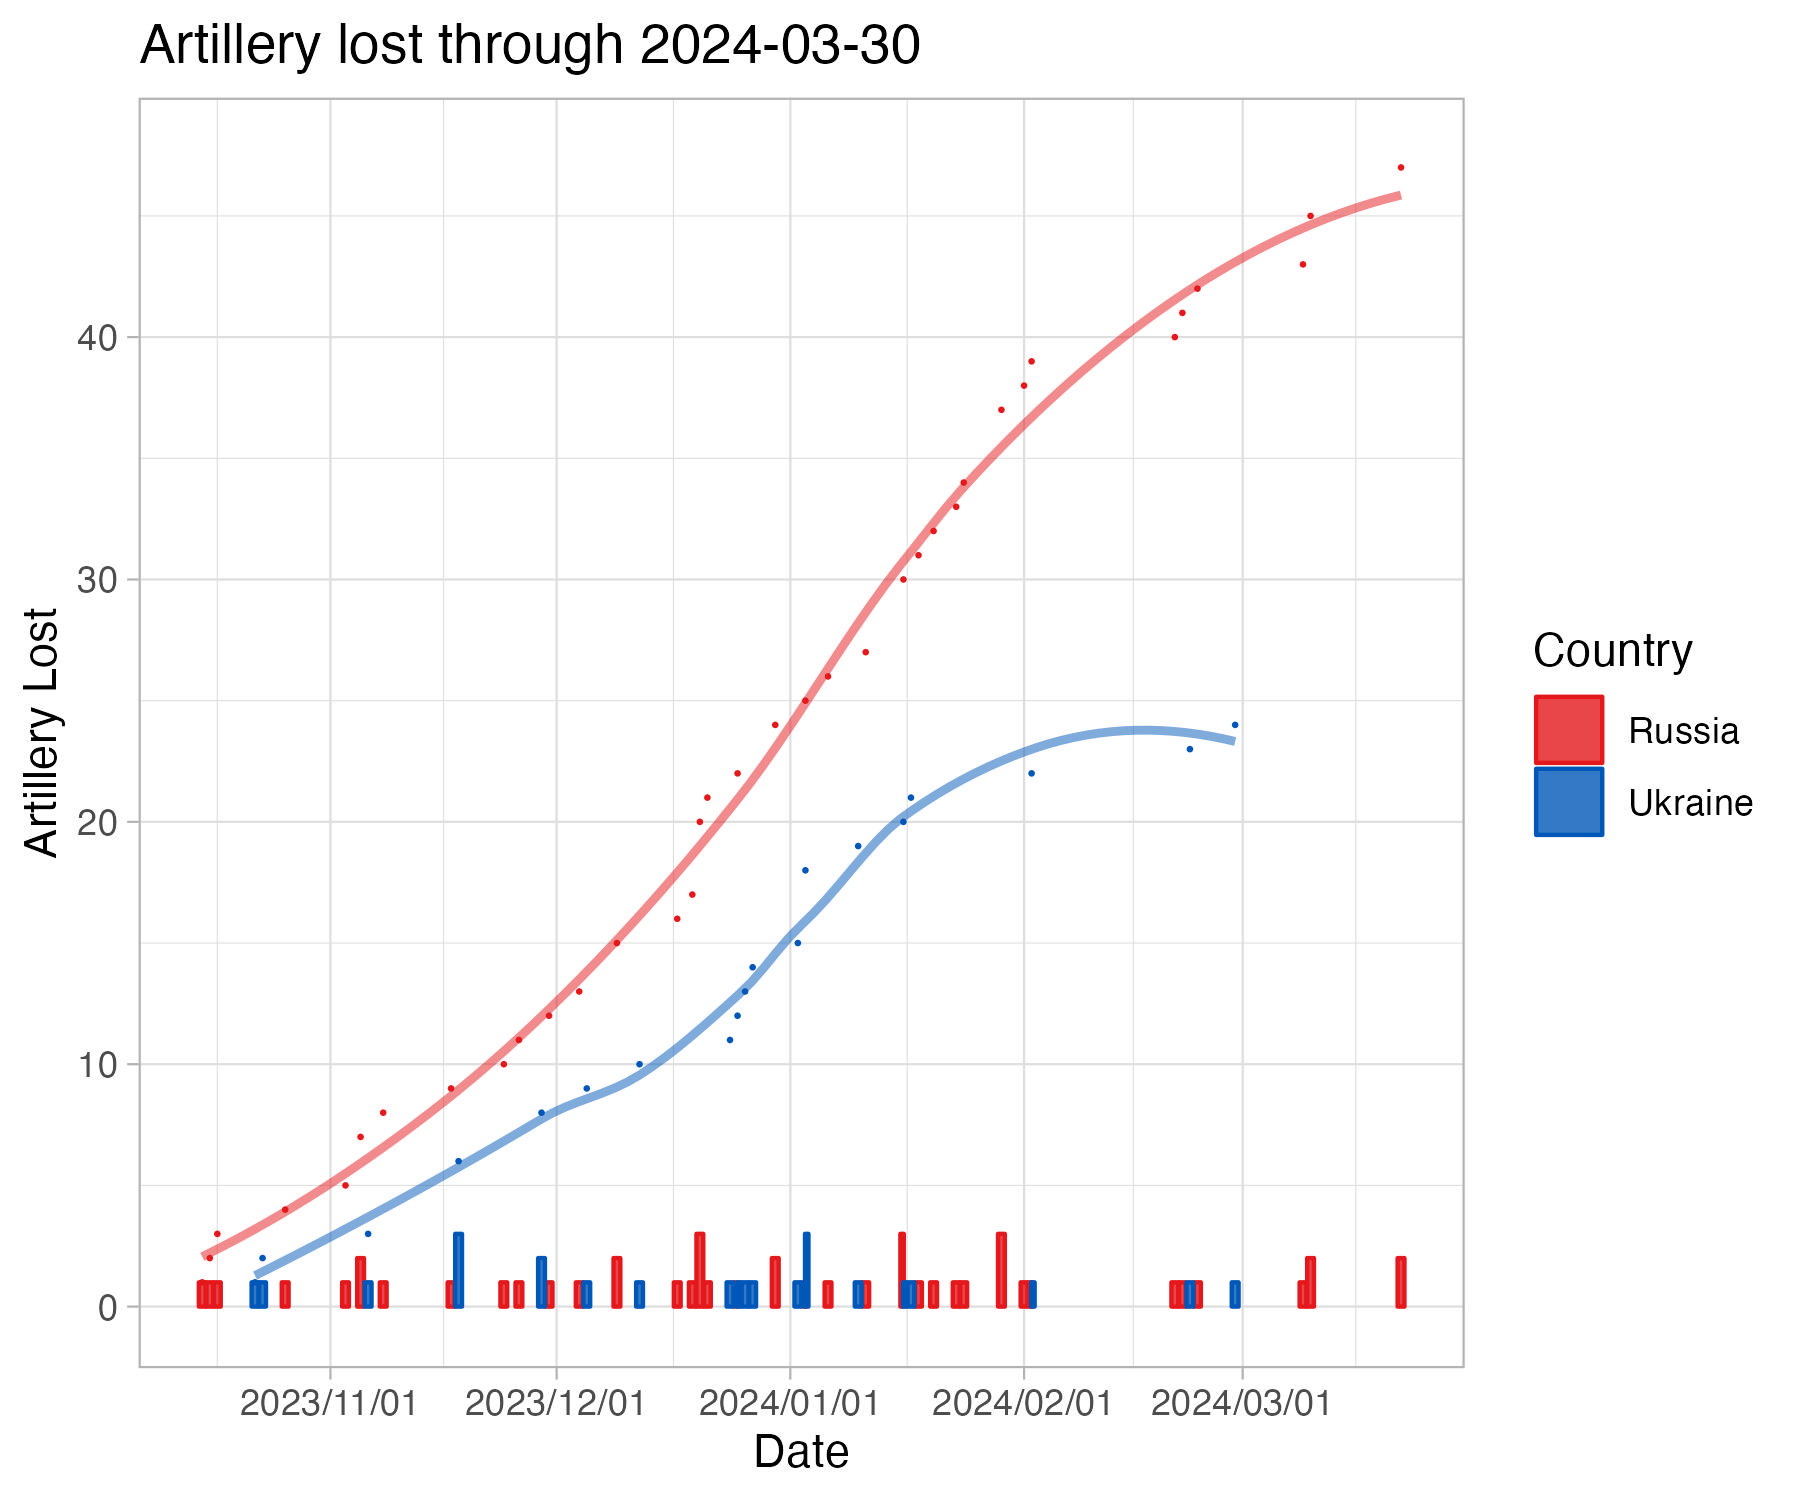 Artillery lost through 2024-03-30
Artillery Lost
40
30
20
10
0
2023/11/01
2023/12/01
2024/01/01
2024/02/01
2024/03/01
Date
Country
Russia
Ukraine